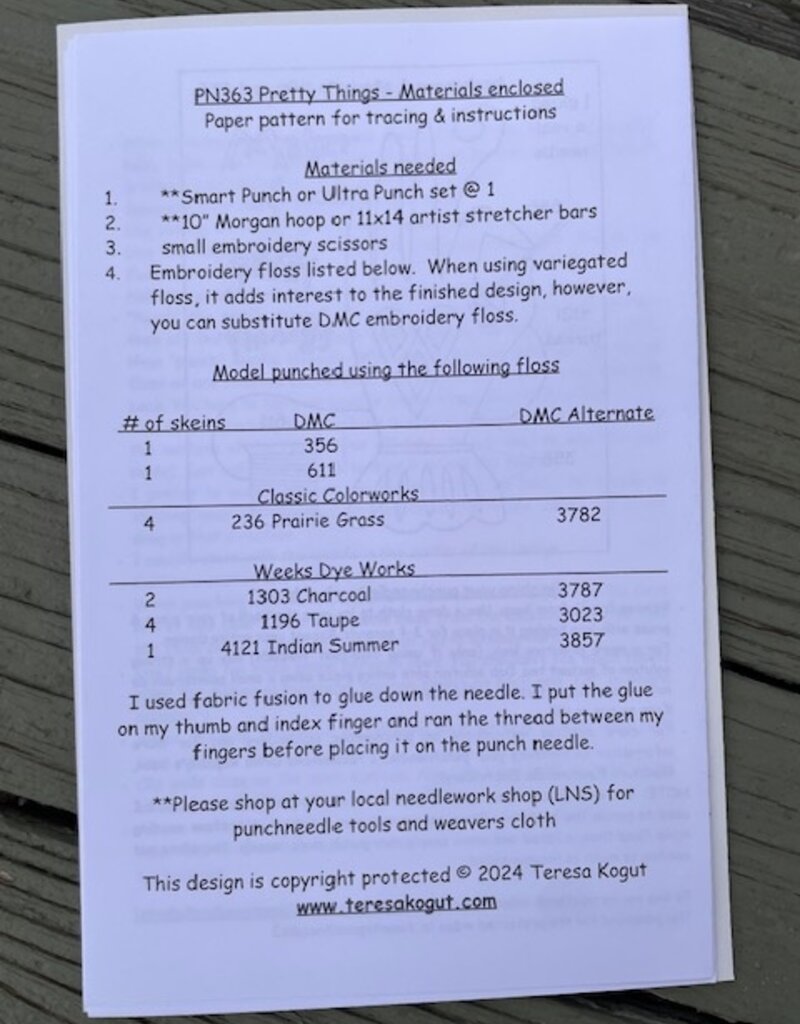 PN363 Pretty Things - Materials enclosed
Paper pattern for tracing & instructions
Materials needed
1. **Smart Punch or Ultra Punch set @ 1
2. **10" Morgan hoop or 11x14 artist stretcher bars
3. small embroidery scissors
4. Embroidery floss listed below. When using variegated
floss, it adds interest to the finished design, however,
you can substitute DMC embroidery floss.
Model punched using the following floss
# of skeins DMC DMC Alternate
1 356
1 611
Classic Colorworks
4 236 Prairie Grass 3782
Weeks Dye Works
2 1303 Charcoal 3787
4 1196 Taupe 3023
1 4121 Indian Summer 3857
I used fabric fusion to glue down the needle. I put the glue
on my thumb and index finger and ran the thread between my
fingers before placing it on the punch needle.
**Please shop at your local needlework shop (LNS) for
punchneedle tools and weavers cloth
This design is copyright protected © 2024 Teresa Kogut
www.teresakogut.com